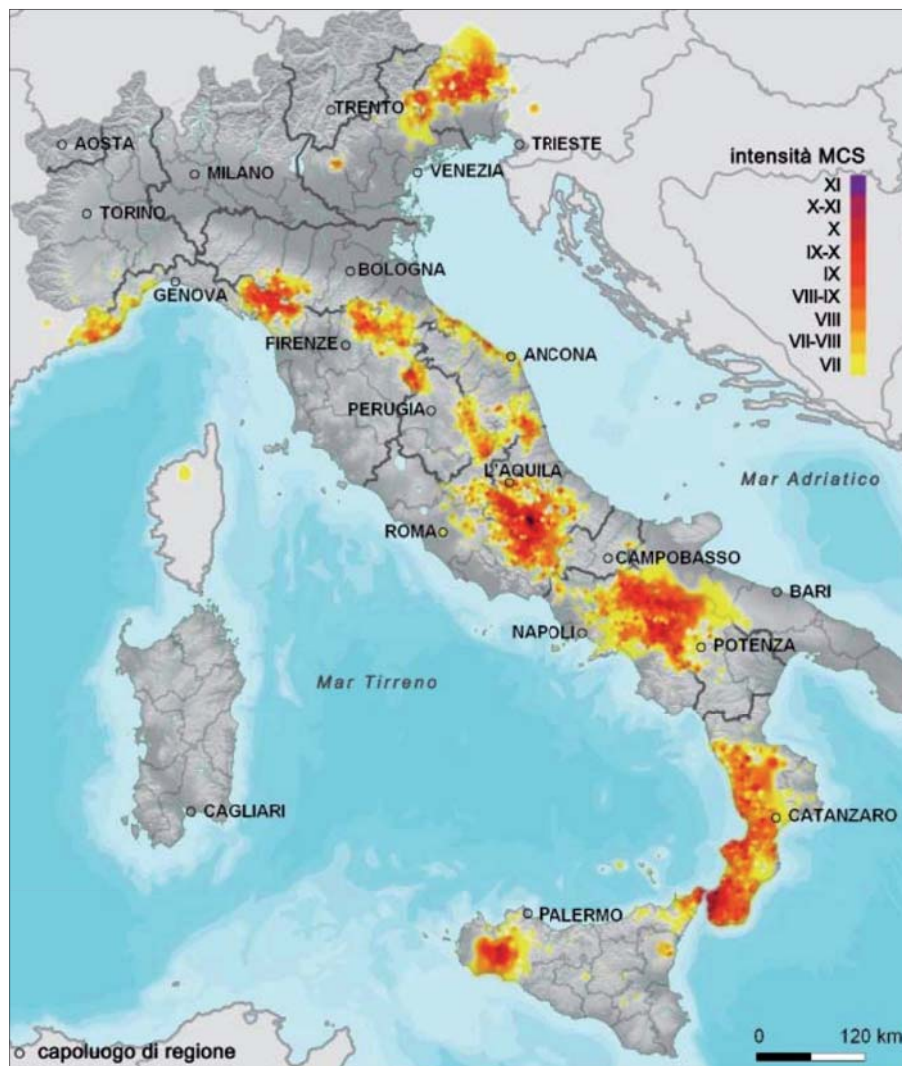 TRENTO
AOSTA
TRIESTE
MILANO
VENEZIA
intensità MCS
XI
X-XI
X
IX-X
IX
VIII-IX
VIII
VII-VIII
VII
TORINO
BOLOGNA
GENOVA
FIRENZE
ANCONA
PERUGIA
L'AQUILA
Mar Adriatico
ROMA
CAMPOBASSO
BARI
NAPOLI
POTENZA
Mar Tirreno
CAGLIARI
CATANZARO
PALERMO
0 120 km
capoluogo di regione